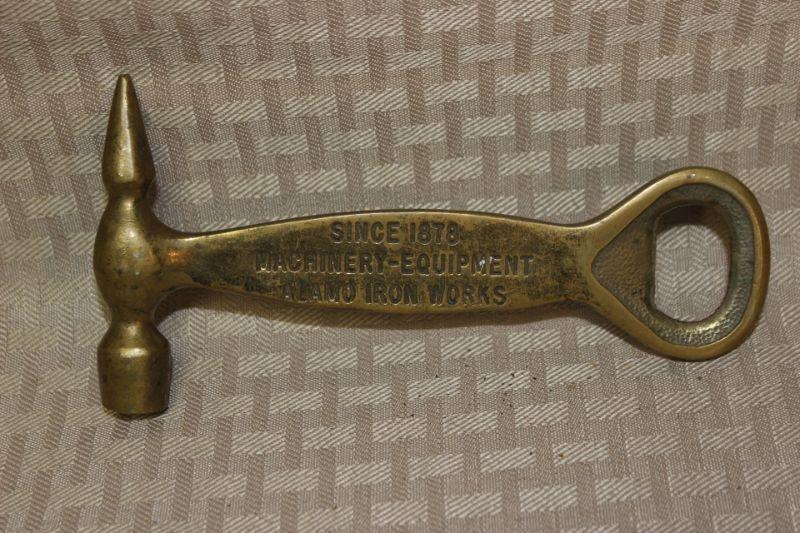 SINCE 1878
MACHINERY-EQUIPMENT
ALAMO IRON WORKS